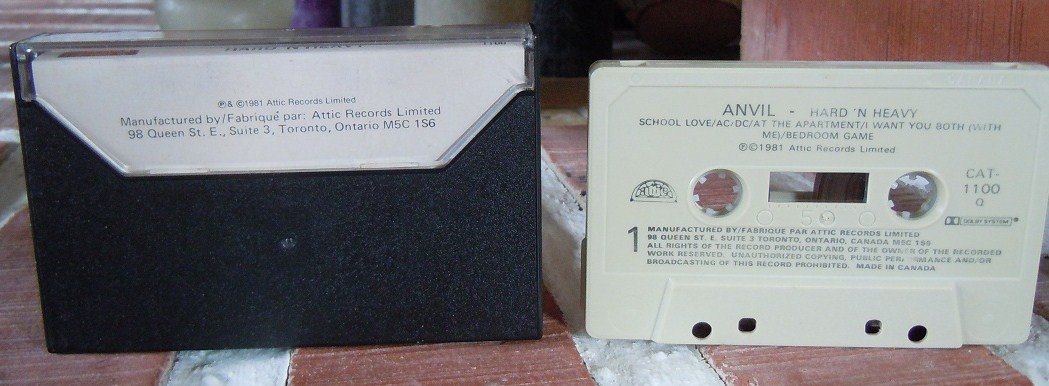 HARD 'N HEAVY
℗& ©1981 Attic Records Limited
Manufactured by/Fabriqué par: Attic Records Limited
98 Queen St. E., Suite 3, Toronto, Ontario M5C 1S6
ANVIL - HARD 'N HEAVY
SCHOOL LOVE/AC/DC/AT THE APARTMENT/I WANT YOU BOTH (WITH
ME)/BEDROOM GAME
℗©1981 Attic Records Limited
attic
CAT-
1100
Q
DOLBY SYSTEM
50
1
MANUFACTURED BY/FABRIQUE PAR ATTIC RECORDS LIMITED
98 QUEEN ST. E. SUITE 3 TORONTO, ONTARIO, CANADA M5C 1S6
ALL RIGHTS OF THE RECORD PRODUCER AND OF THE OWNER OF THE RECORDED
WORK RESERVED. UNAUTHORIZED COPYING, PUBLIC PERFORMANCE AND/OR
BROADCASTING OF THIS RECORD PROHIBITED. MADE IN CANADA